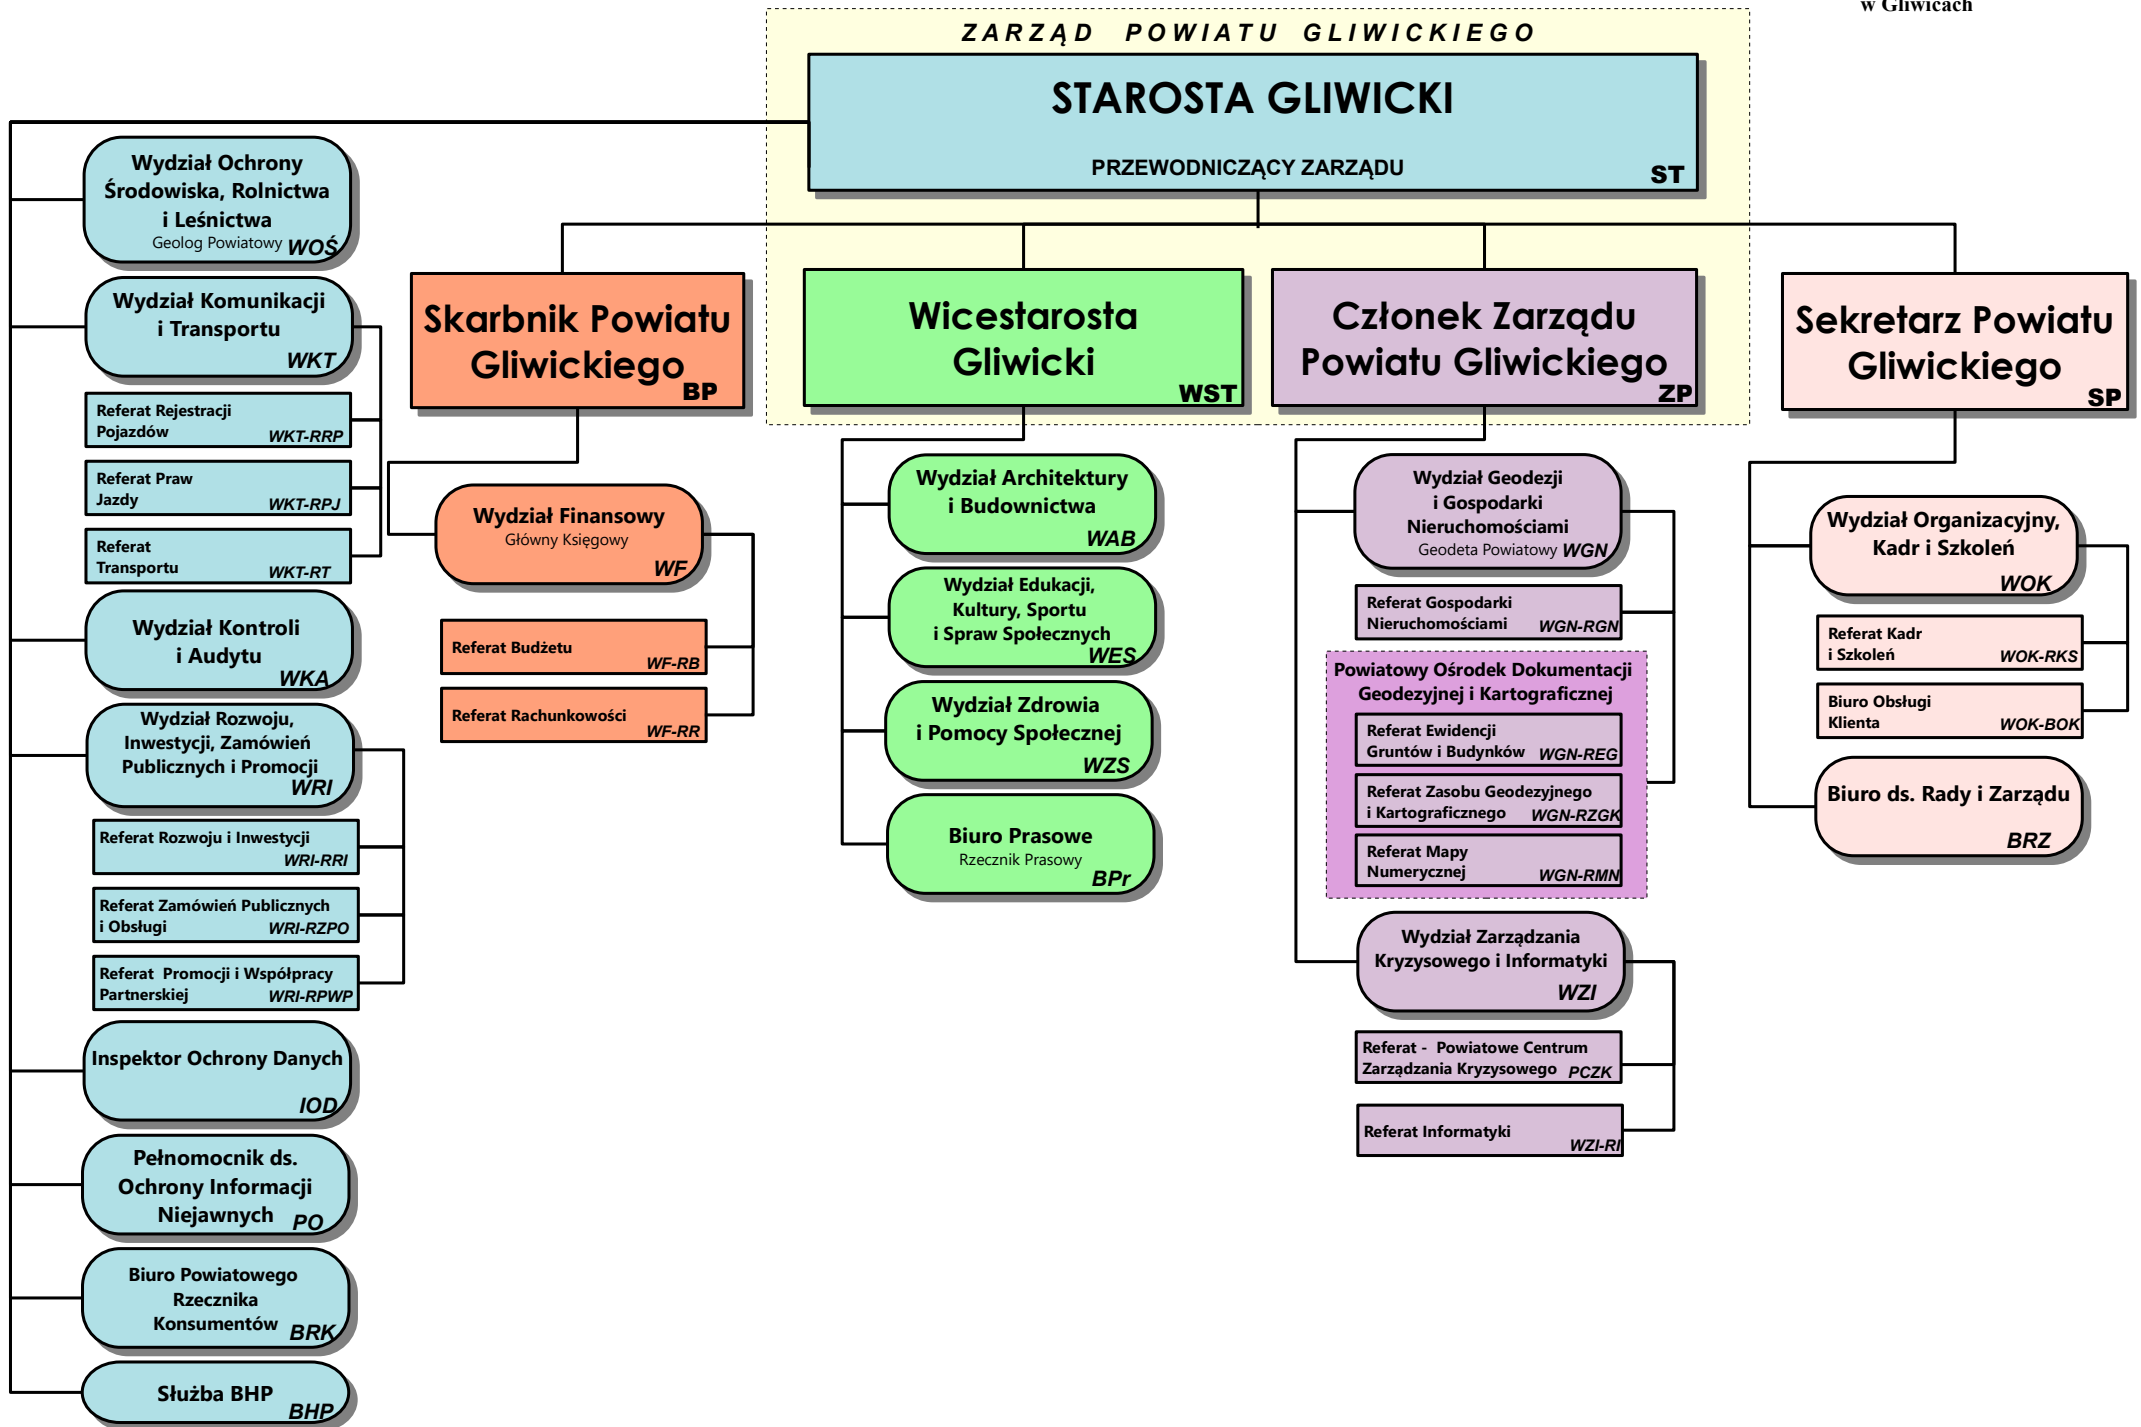 w Gliwicach
ZARZĄD POWIATU GLIWICKIEGO
STAROSTA GLIWICKI
PRZEWODNICZĄCY ZARZĄDU
ST
Wydział Ochrony
Środowiska, Rolnictwa
i Leśnictwa
Geolog Powiatowy WOŚ
Wydział Komunikacji
i Transportu
WKT
Referat Rejestracji
Pojazdów WKT-RRP
Referat Praw
Jazdy WKT-RPJ
Referat
Transportu WKT-RT
Wydział Kontroli
i Audytu
WKA
Wydział Rozwoju,
Inwestycji, Zamówień
Publicznych i Promocji
WRI
Referat Rozwoju i Inwestycji
WRI-RRI
Referat Zamówień Publicznych
i Obsługi WRI-RZPO
Referat Promocji i Współpracy
Partnerskiej WRI-RPWP
Inspektor Ochrony Danych
IOD
Pełnomocnik ds.
Ochrony Informacji
Niejawnych PO
Biuro Powiatowego
Rzecznika
Konsumentów BRK
Służba BHP
BHP
Skarbnik Powiatu
Gliwickiego
BP
Wydział Finansowy
Główny Księgowy
WF
Referat Budżetu
WF-RB
Referat Rachunkowości
WF-RR
Wicestarosta
Gliwicki
WST
Wydział Architektury
i Budownictwa
WAB
Wydział Edukacji,
Kultury, Sportu
i Spraw Społecznych
WES
Wydział Zdrowia
i Pomocy Społecznej
WZS
Biuro Prasowe
Rzecznik Prasowy
BPr
Członek Zarządu
Powiatu Gliwickiego
ZP
Wydział Geodezji
i Gospodarki
Nieruchomościami
Geodeta Powiatowy WGN
Referat Gospodarki
Nieruchomościami WGN-RGN
Powiatowy Ośrodek Dokumentacji
Geodezyjnej i Kartograficznej
Referat Ewidencji
Gruntów i Budynków WGN-REG
Referat Zasobu Geodezyjnego
i Kartograficznego WGN-RZGK
Referat Mapy
Numerycznej WGN-RMN
Wydział Zarządzania
Kryzysowego i Informatyki
WZI
Referat - Powiatowe Centrum
Zarządzania Kryzysowego PCZK
Referat Informatyki
WZI-RI
Sekretarz Powiatu
Gliwickiego
SP
Wydział Organizacyjny,
Kadr i Szkoleń
WOK
Referat Kadr
i Szkoleń WOK-RKS
Biuro Obsługi
Klienta WOK-BOK
Biuro ds. Rady i Zarządu
BRZ